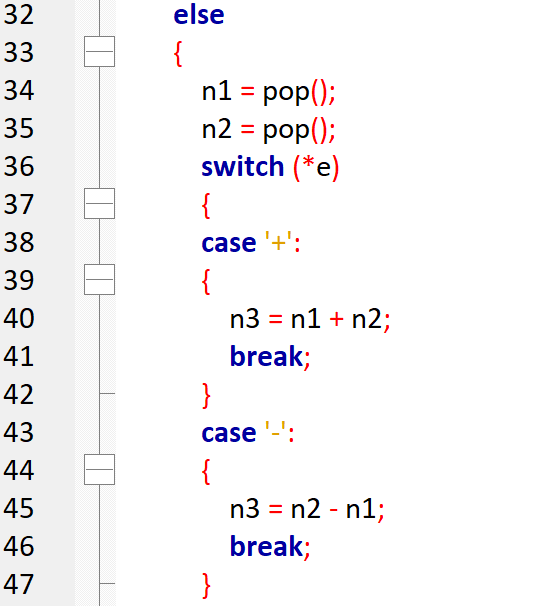 32 else
33 {
34 n1 = pop();
35 n2 = pop();
36 switch (*e)
37 {
38 case '+':
39 {
40 n3 = n1 + n2;
41 break;
42 }
43 case '-':
44 {
45 n3 = n2 - n1;
46 break;
47 }